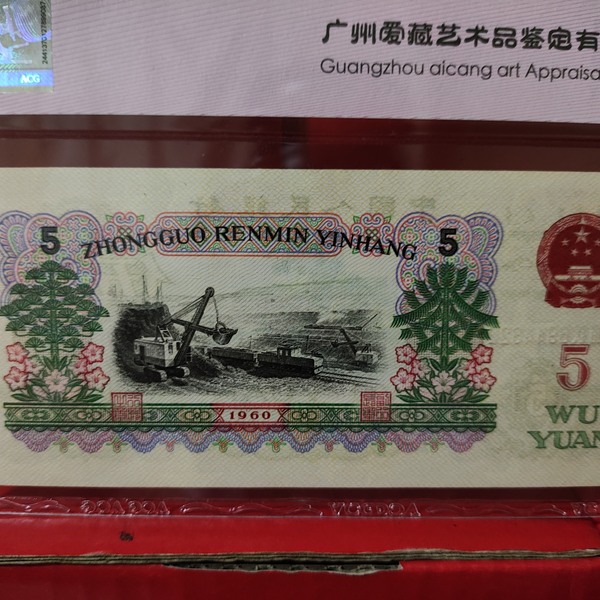 广州爱藏艺术品鉴定有
Guangzhou aicang art Appraisa
ACG
5 ZHONGGUO RENMIN YINHANG 5
5
WU
YUAN
1960